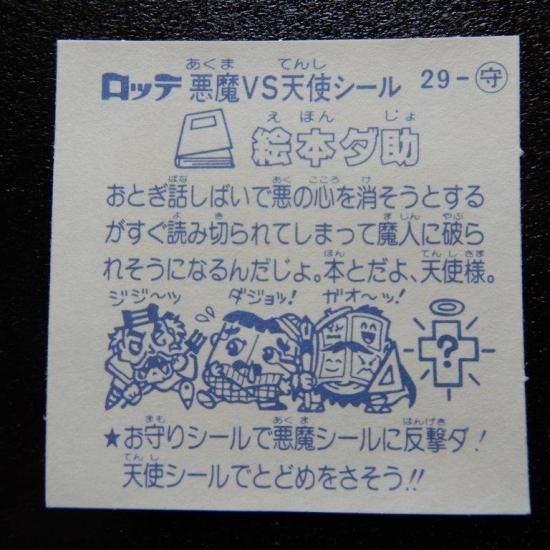 ロッテ 悪魔VS天使シール 29-守
絵本ダ助
おとぎ話しばいで悪の心を消そうとする
がすぐ読み切られてしまって魔人に破ら
れそうになるんだじょ。本とだよ、天使様。
ジジ〜ッ ダジョッ! ガオ〜ッ!
?
★お守りシールで悪魔シールに反撃ダ!
天使シールでとどめをさそう!!